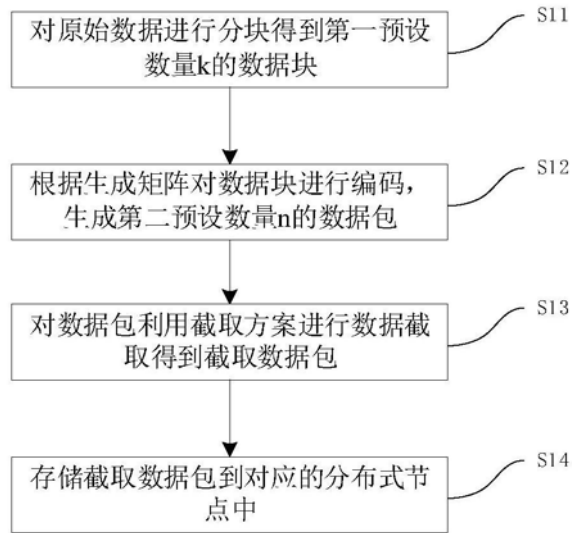 对原始数据进行分块得到第一预设
数量k的数据块
S11
根据生成矩阵对数据块进行编码，
生成第二预设数量n的数据包
S12
对数据包利用截取方案进行数据截
取得到截取数据包
S13
存储截取数据包到对应的分布式节
点中
S14